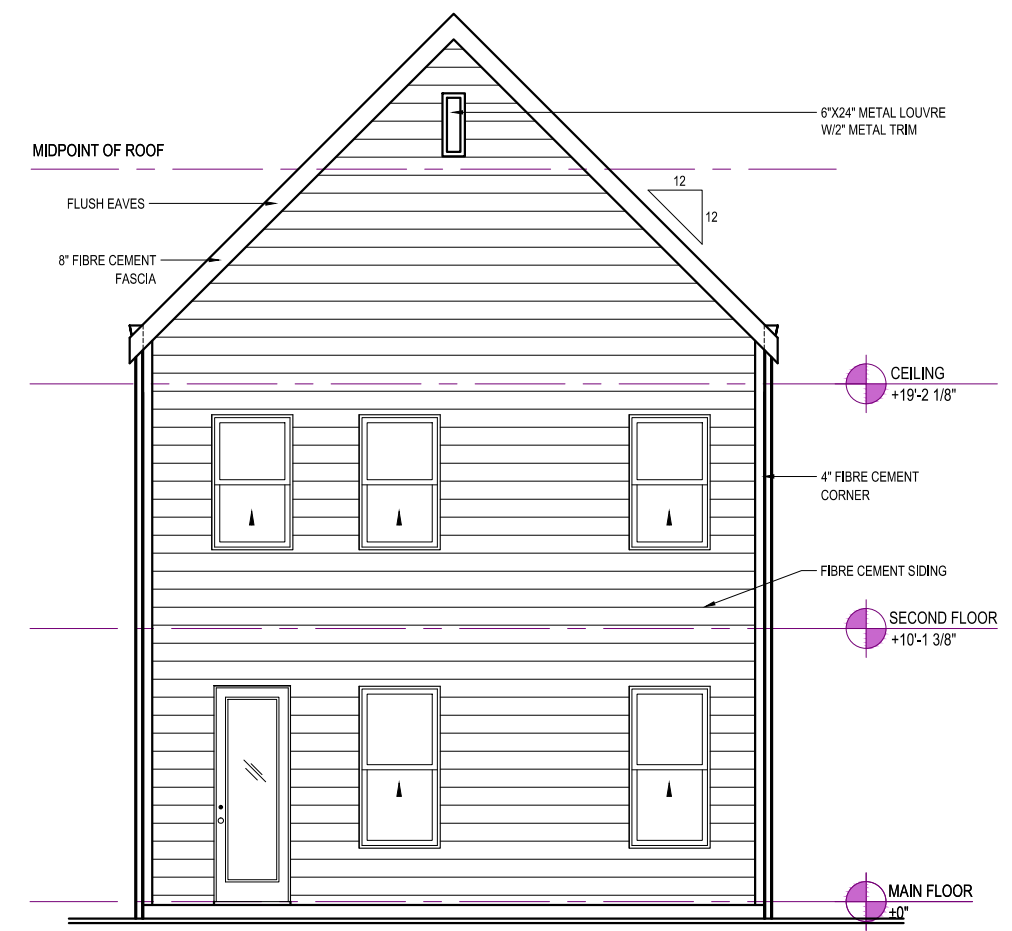 6"X24" METAL LOUVRE
W/2" METAL TRIM
MIDPOINT OF ROOF
12
12
FLUSH EAVES
8" FIBRE CEMENT
FASCIA
CEILING
+19'-2 1/8"
4" FIBRE CEMENT
CORNER
FIBRE CEMENT SIDING
SECOND FLOOR
+10'-1 3/8"
MAIN FLOOR
±0"